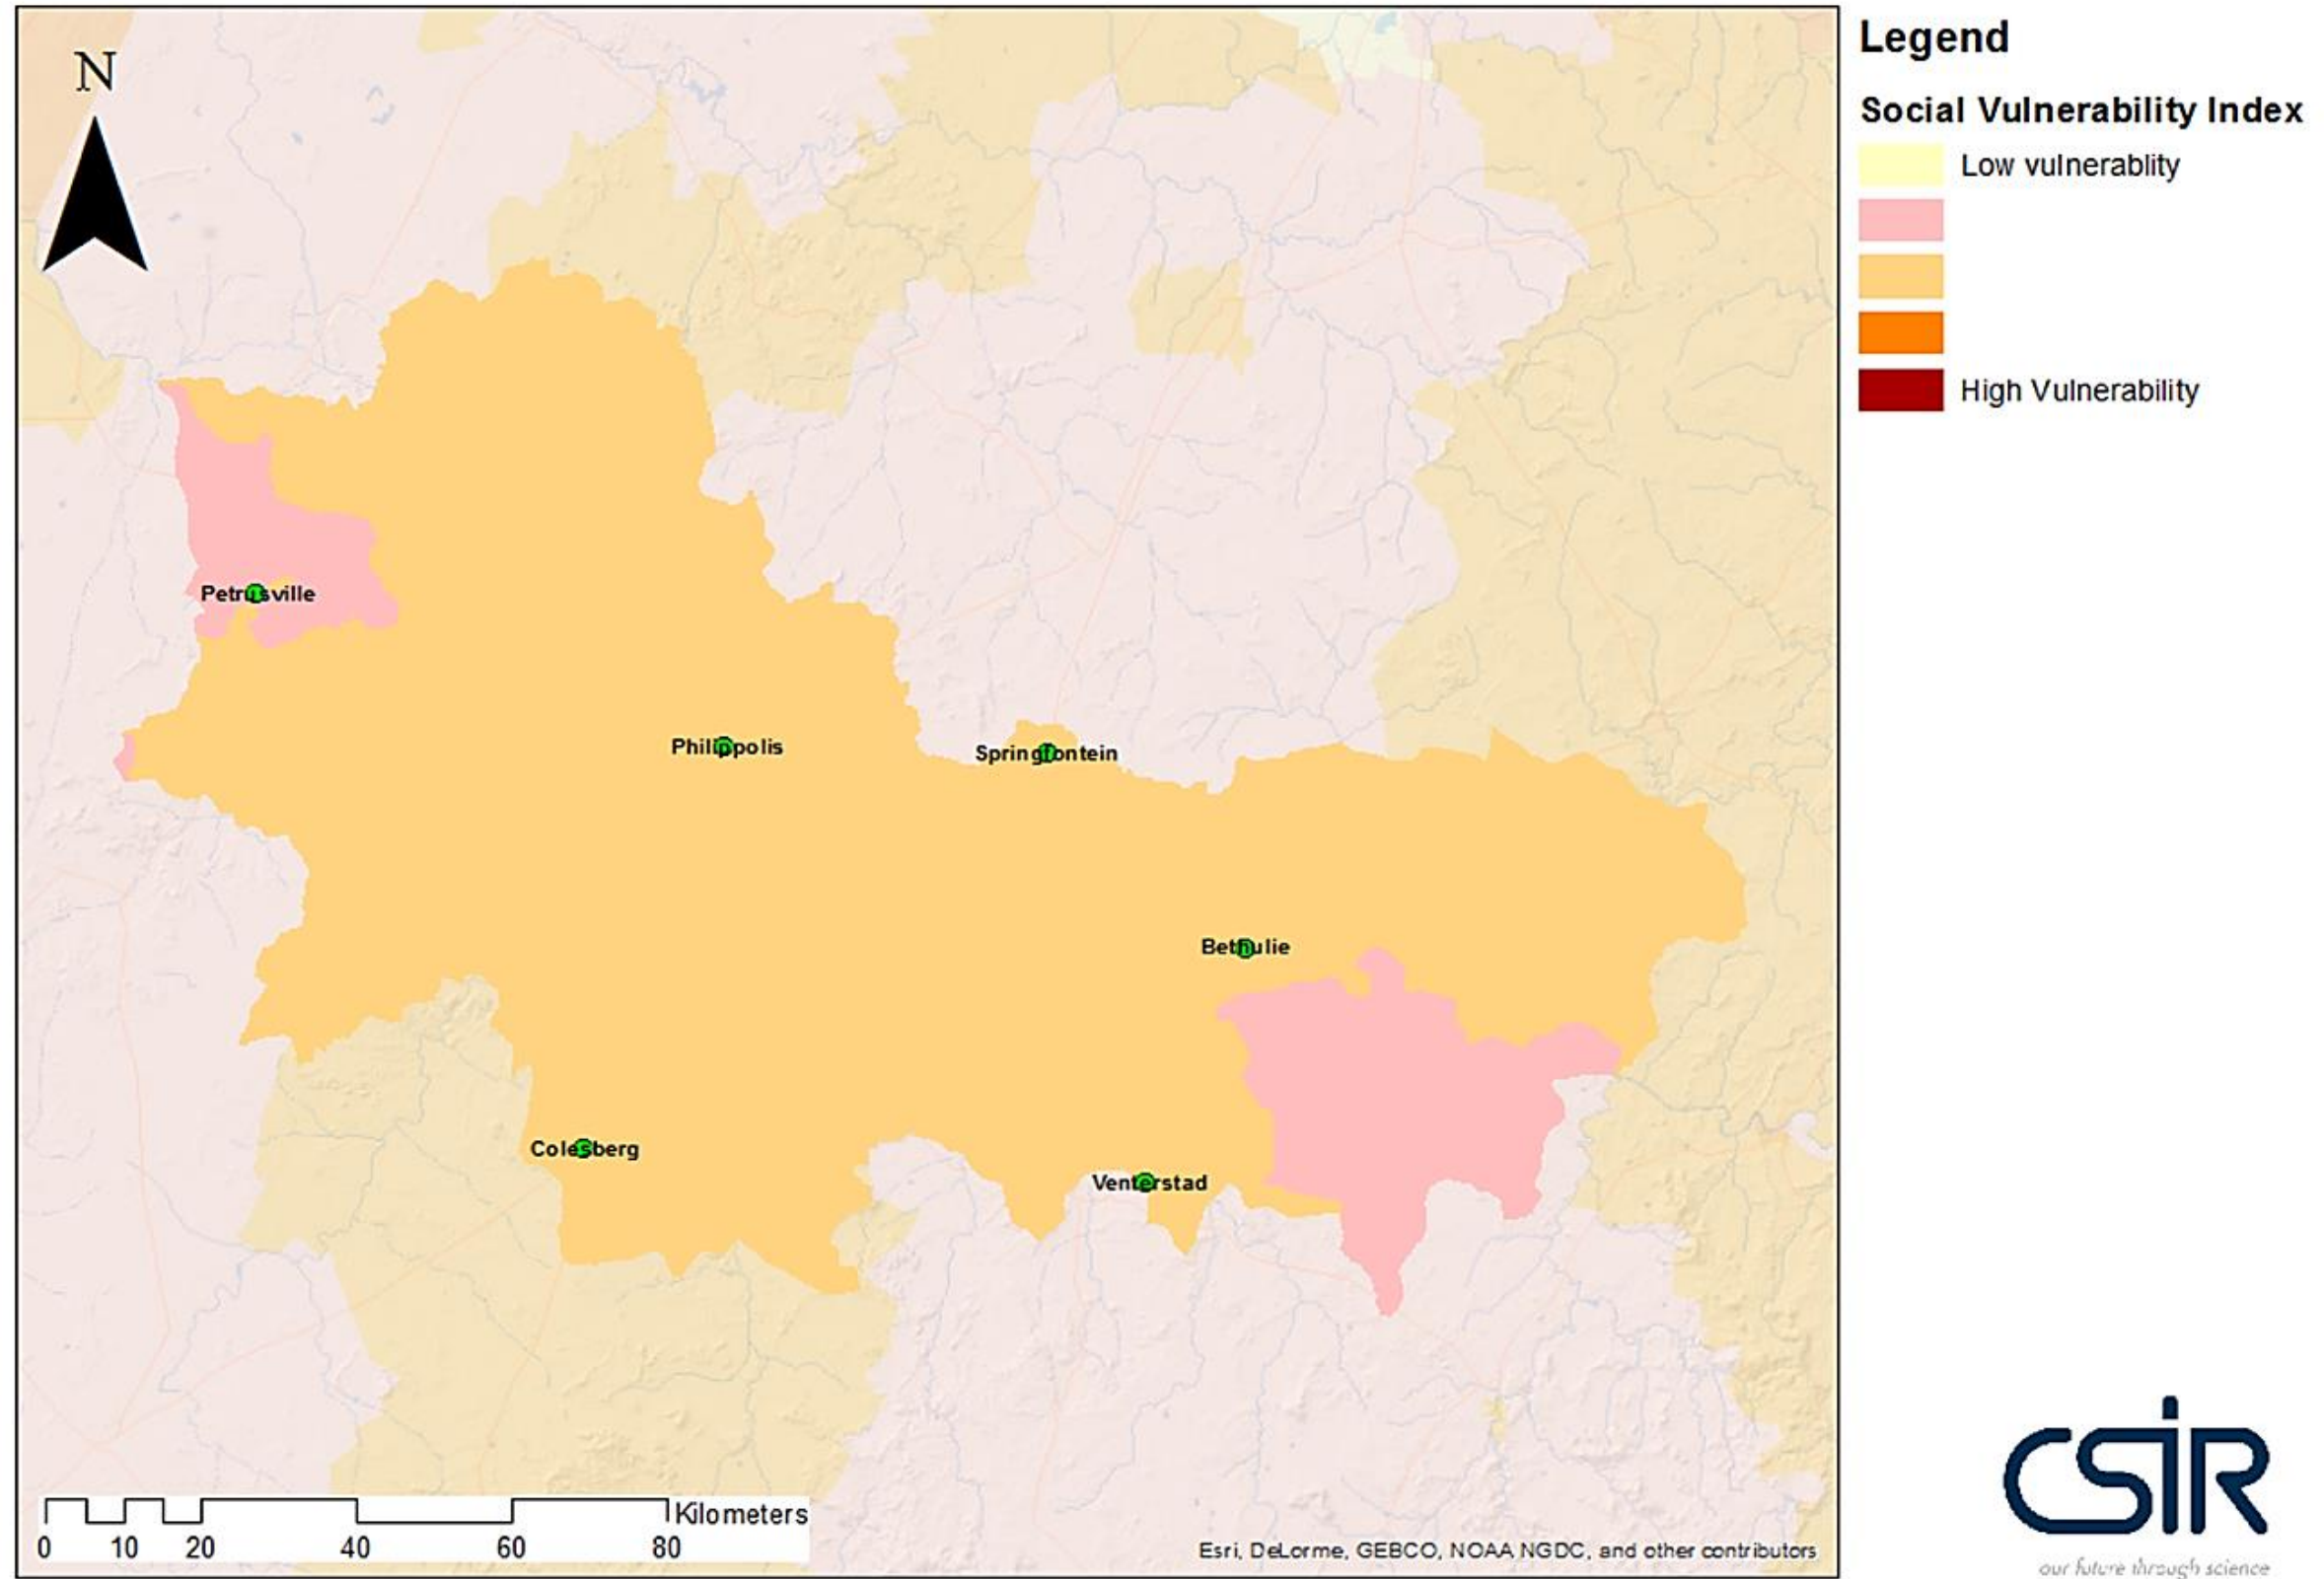 N
Petrusville
Philippolis
Springfontein
Bethulie
Colesberg
Venterstad
Kilometers
0 10 20 40 60 80
Esri, DeLorme, GEBCO, NOAA NGDC, and other contributors
Legend
Social Vulnerability Index
Low vulnerablity
High Vulnerability
CSIR
our future through science